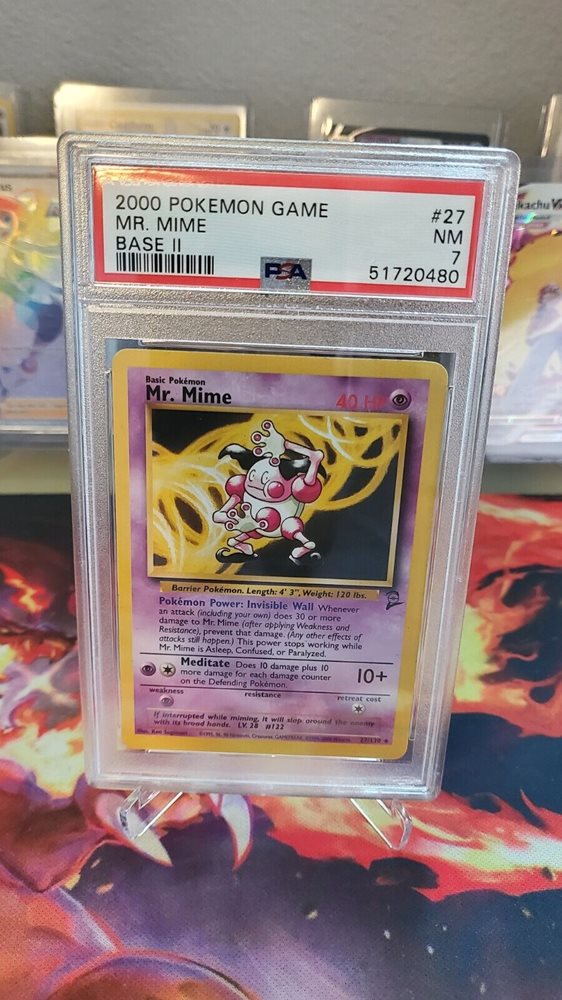 2000 POKEMON GAME #27
MR. MIME NM
BASE II 7
PSA 51720480
Basic Pokémon
Mr. Mime 40 HP
Barrier Pokémon. Length: 4' 3", Weight: 120 lbs.
Pokémon Power: Invisible Wall Whenever
an attack (including your own) does 30 or more
damage to Mr. Mime (after applying Weakness and
Resistance), prevent that damage. (Any other effects of
attacks still happen.) This power stops working while
Mr. Mime is Asleep, Confused, or Paralyzed.
Meditate Does 10 damage plus 10
more damage for each damage counter
on the Defending Pokémon.
10+
weakness resistance retreat cost
If interrupted while miming, it will slap around the enemy
with its broad hands. LV. 28 #122
Illus. Ken Sugimori
27/130